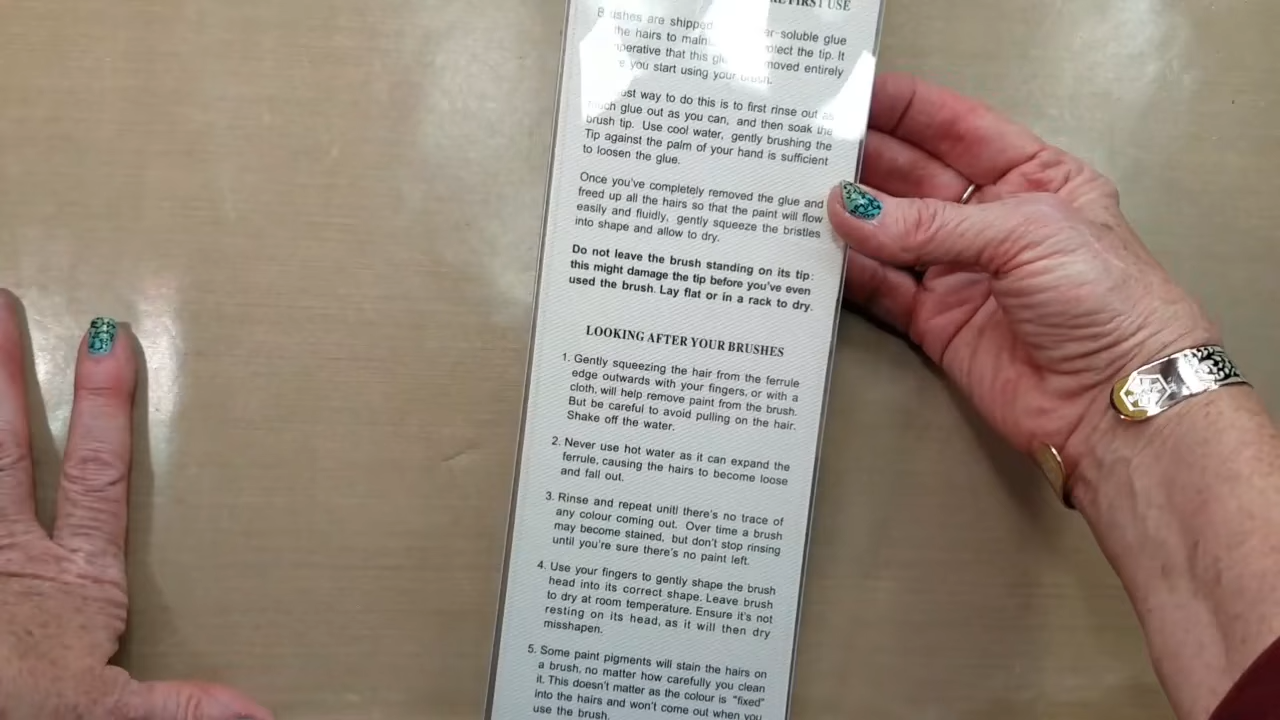 FIRST USE
ushes are shipped soluble glue
the hairs to protect the tip. It
that this removed entirely
you start using your brush.
way to do this is to first rinse out as
much glue out as you can, and then soak the
brush tip. Use cool water, gently brushing the
Tip against the palm of your hand is sufficient
to loosen the glue.
Once you've completely removed the glue and
freed up all the hairs so that the paint will flow
easily and fluidly, gently squeeze the bristles
into shape and allow to dry.
Do not leave the brush standing on its tip:
this might damage the tip before you've even
used the brush. Lay flat or in a rack to dry.
LOOKING AFTER YOUR BRUSHES
1. Gently squeezing the hair from the ferrule
edge outwards with your fingers, or with a
cloth, will help remove paint from the brush.
But be careful to avoid pulling on the hair.
Shake off the water.
2. Never use hot water as it can expand the
ferrule, causing the hairs to become loose
and fall out.
3. Rinse and repeat unitl there's no trace of
any colour coming out. Over time a brush
may become stained, but don't stop rinsing
until you're sure there's no paint left.
4. Use your fingers to gently shape the brush
head into its correct shape. Leave brush
to dry at room temperature. Ensure it's not
resting on its head, as it will then dry
misshapen.
5. Some paint pigments will stain the hairs on
a brush, no matter how carefully you clean
it. This doesn't matter as the colour is "fixed"
into the hairs and won't come out when you
use the brush.